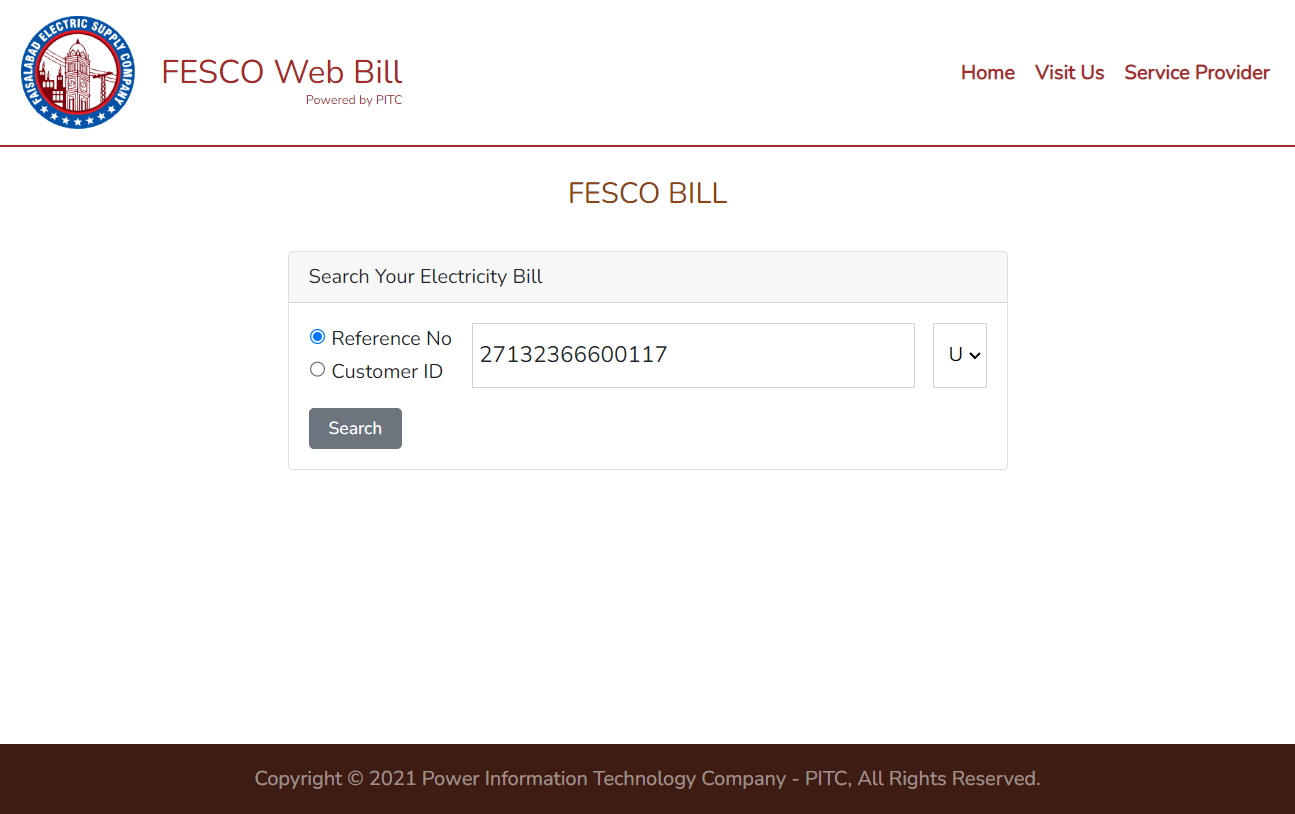 FAISALABAD ELECTRIC SUPPLY COMPANY
FESCO Web Bill
Powered by PITC
Home Visit Us Service Provider
FESCO BILL
Search Your Electricity Bill
Reference No
Customer ID
27132366600117
U
Search
Copyright © 2021 Power Information Technology Company - PITC, All Rights Reserved.